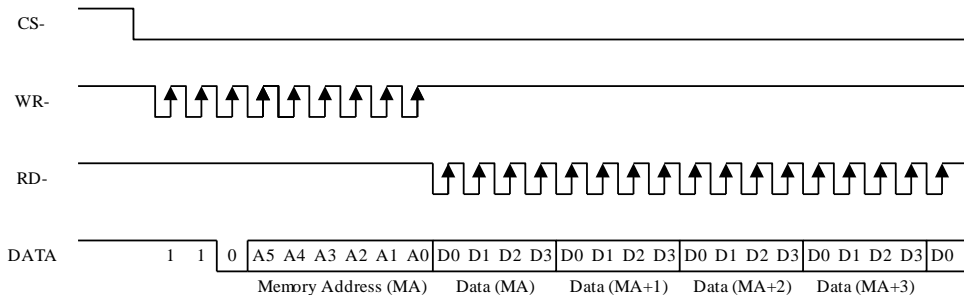 CS-
WR-
RD-
DATA 1 1 0 A5 A4 A3 A2 A1 A0 D0 D1 D2 D3 D0 D1 D2 D3 D0 D1 D2 D3 D0 D1 D2 D3 D0
Memory Address (MA) Data (MA) Data (MA+1) Data (MA+2) Data (MA+3)